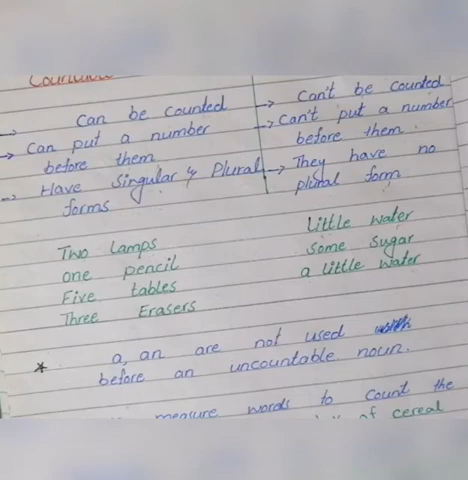 Countable
→ Can be counted
→ Can put a number
before them
→ Have Singular & Plural
forms
→ Can't be counted
→ Can't put a number
before them
→ They have no
plural form
Two Lamps
one pencil
Five tables
Three Erasers
Little water
Some Sugar
a little water
* a, an are not used
before an uncountable noun.
measure words to count the
of cereal